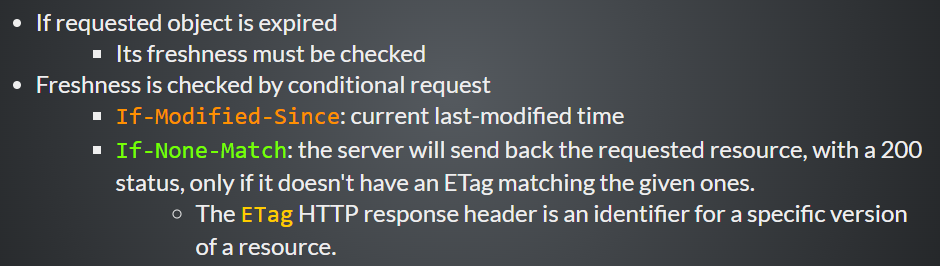 If requested object is expired
Its freshness must be checked
Freshness is checked by conditional request
If-Modified-Since: current last-modified time
If-None-Match: the server will send back the requested resource, with a 200
status, only if it doesn't have an ETag matching the given ones.
The ETag HTTP response header is an identifier for a specific version
of a resource.